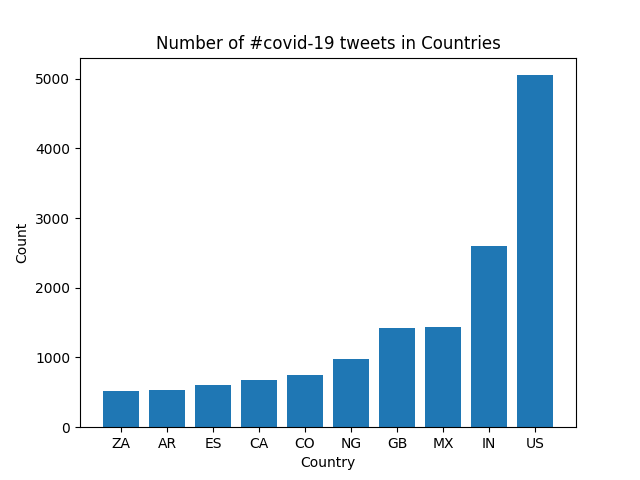 Number of #covid-19 tweets in Countries
5000
4000
3000
2000
1000
0
Count
ZA AR ES CA CO NG GB MX IN US
Country